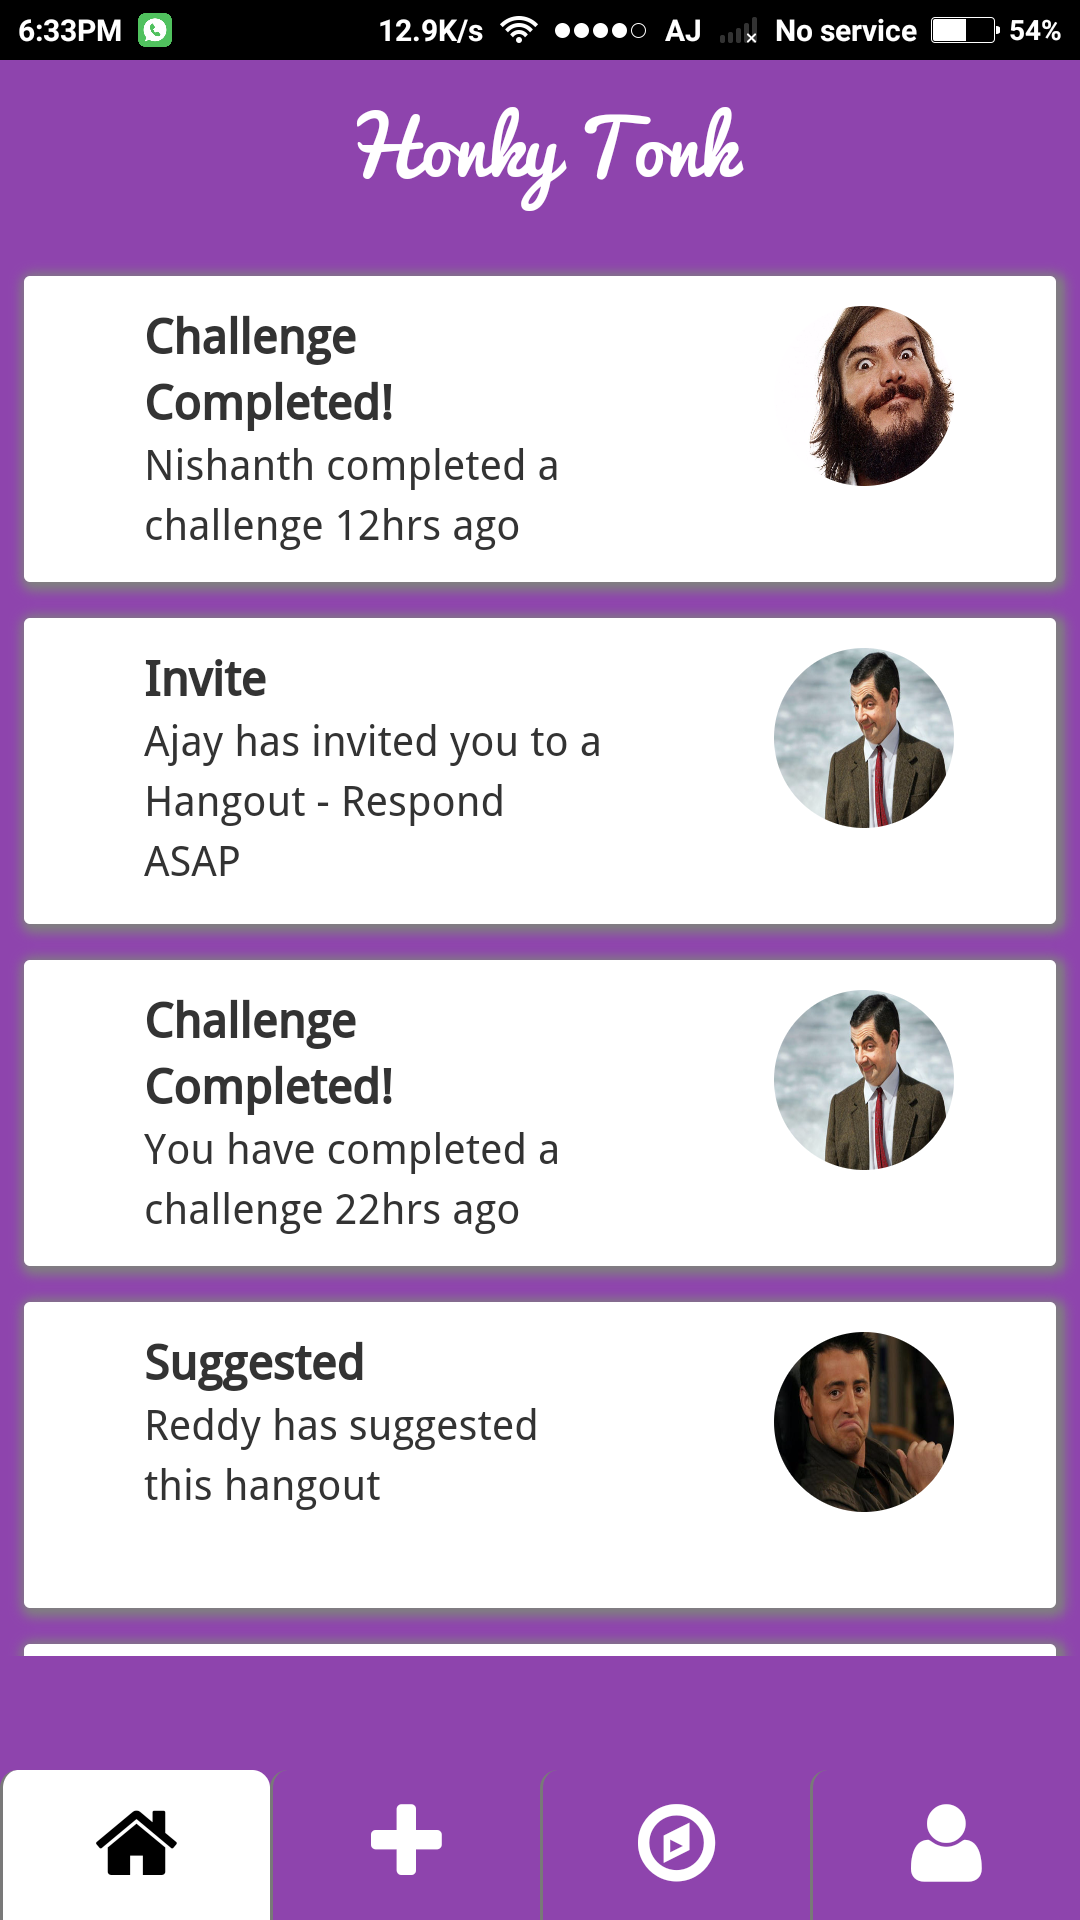 6:33PM 12.9K/s AJ No service 54%
Honky Tonk
Challenge
Completed!
Nishanth completed a
challenge 12hrs ago
Invite
Ajay has invited you to a
Hangout - Respond
ASAP
Challenge
Completed!
You have completed a
challenge 22hrs ago
Suggested
Reddy has suggested
this hangout